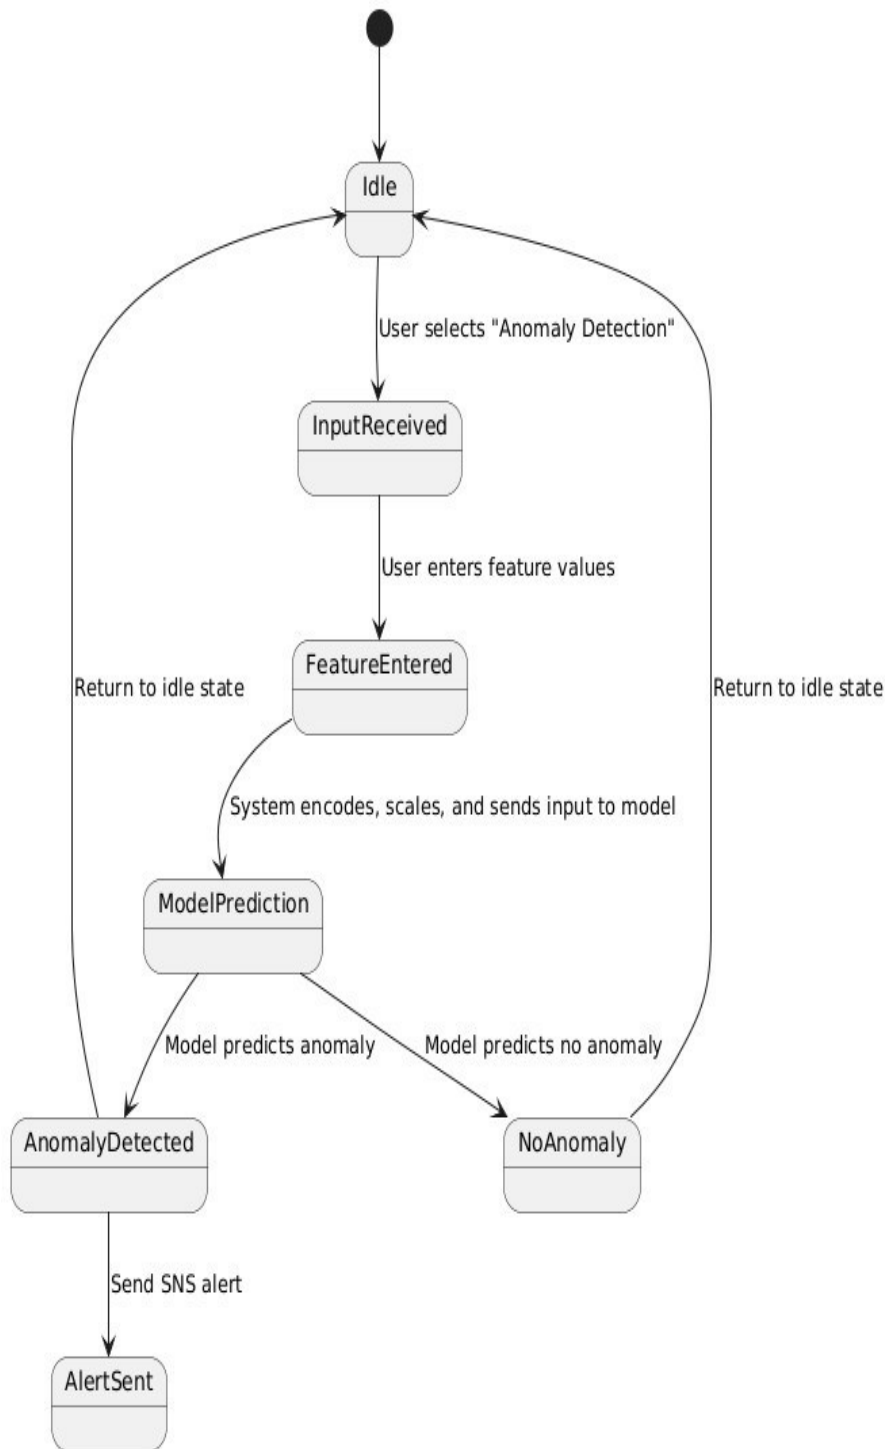 Idle
User selects "Anomaly Detection"
InputReceived
User enters feature values
FeatureEntered
Return to idle state
Return to idle state
System encodes, scales, and sends input to model
ModelPrediction
Model predicts anomaly
Model predicts no anomaly
AnomalyDetected
NoAnomaly
Send SNS alert
AlertSent